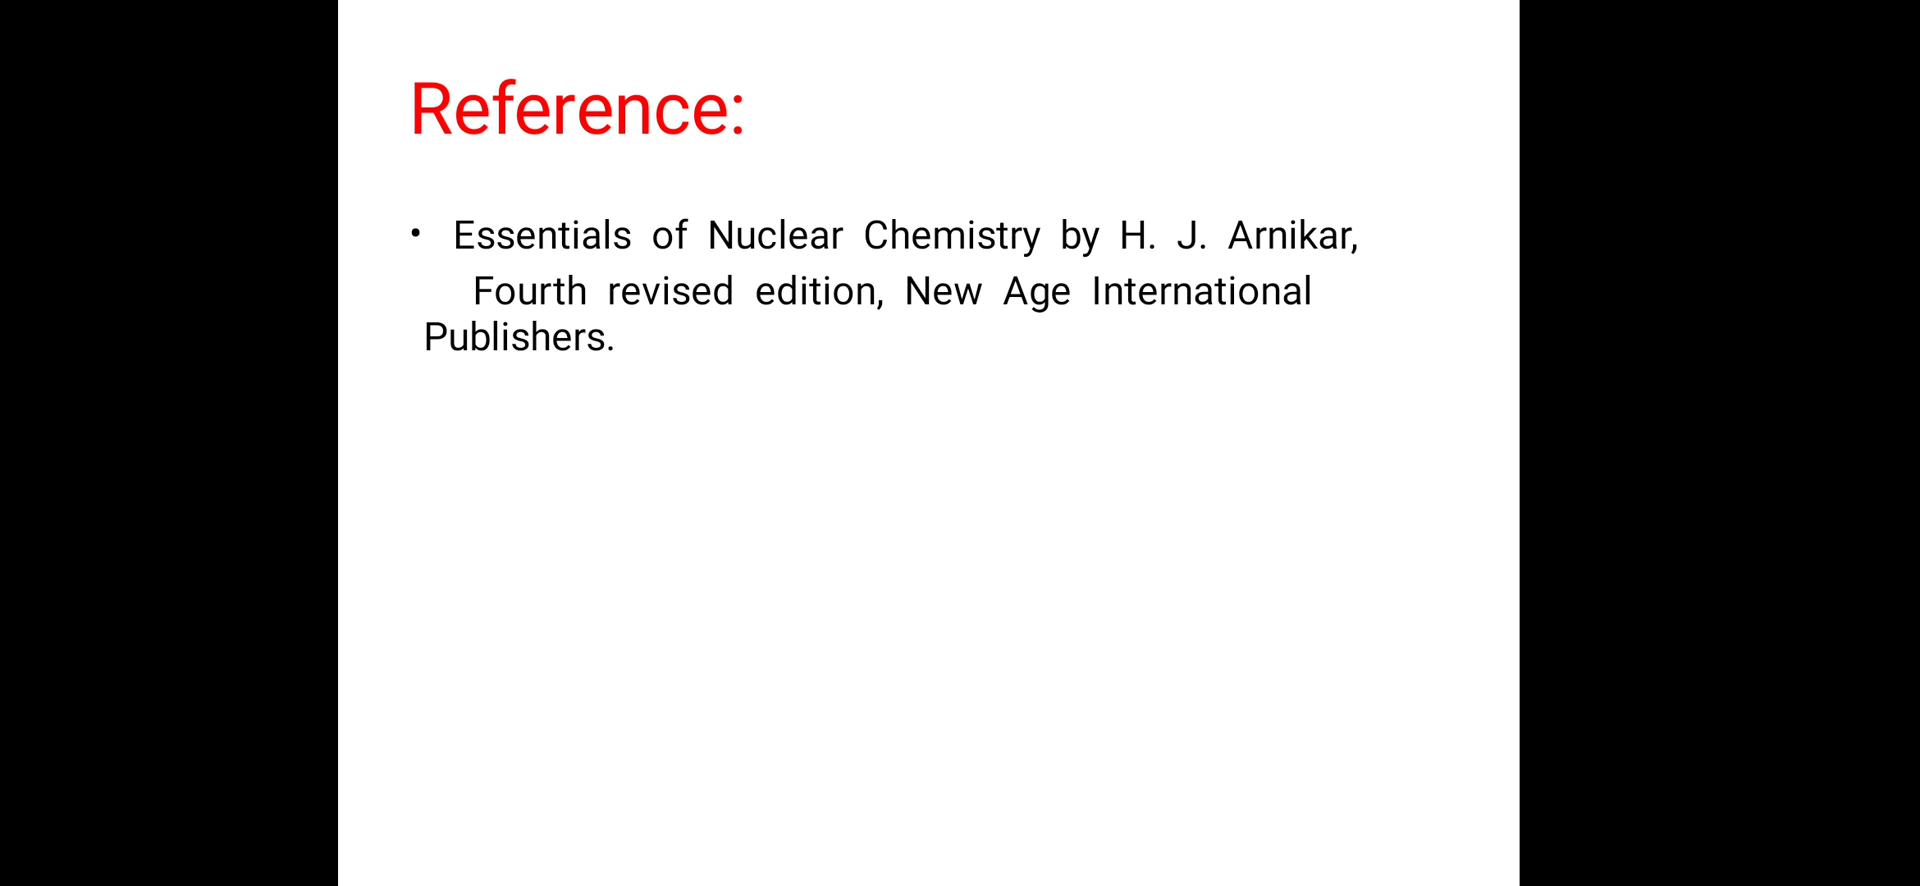 Reference:
• Essentials of Nuclear Chemistry by H. J. Arnikar,
Fourth revised edition, New Age International
Publishers.